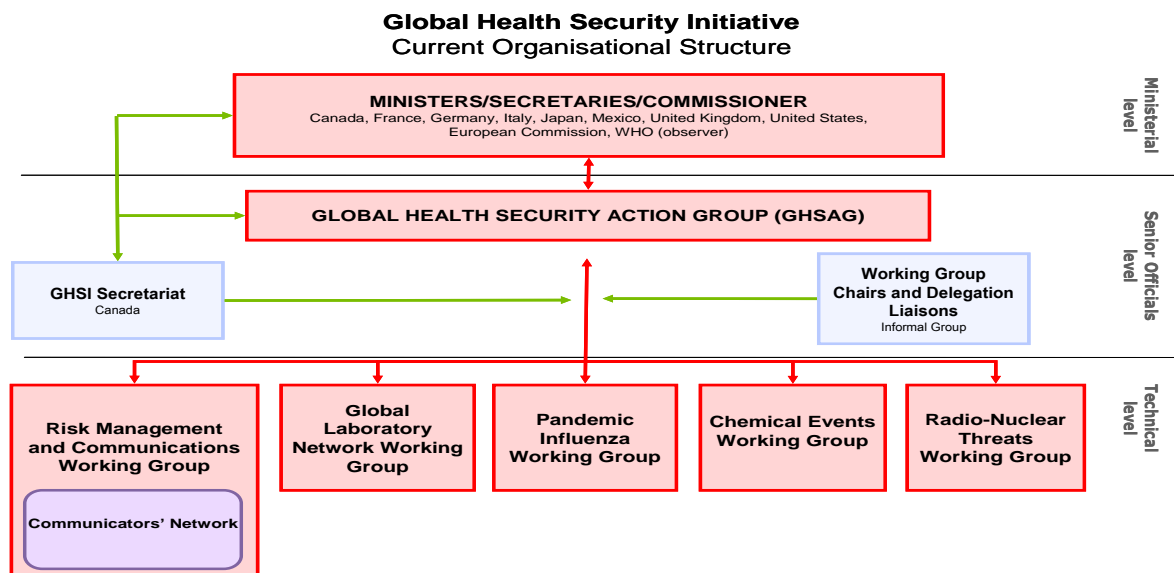 Global Health Security Initiative
Current Organisational Structure
MINISTERS/SECRETARIES/COMMISSIONER
Canada, France, Germany, Italy, Japan, Mexico, United Kingdom, United States,
European Commission, WHO (observer)
Ministerial
level
GLOBAL HEALTH SECURITY ACTION GROUP (GHSAG)
Senior Officials
level
GHSI Secretariat
Canada
Working Group
Chairs and Delegation
Liaisons
Informal Group
Technical
level
Risk Management
and Communications
Working Group
Communicators’ Network
Global
Laboratory
Network Working
Group
Pandemic
Influenza
Working Group
Chemical Events
Working Group
Radio-Nuclear
Threats
Working Group